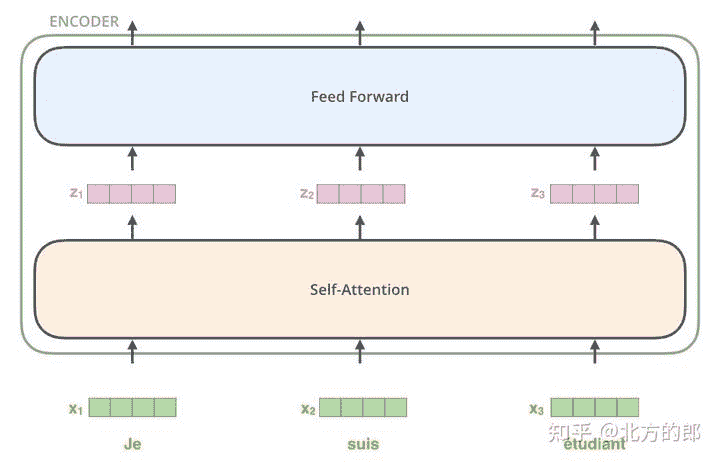 ENCODER
Feed Forward
z₁ z₂ z₃
Self-Attention
x₁ x₂ x₃
Je suis étudiant
知乎 @北方的郎